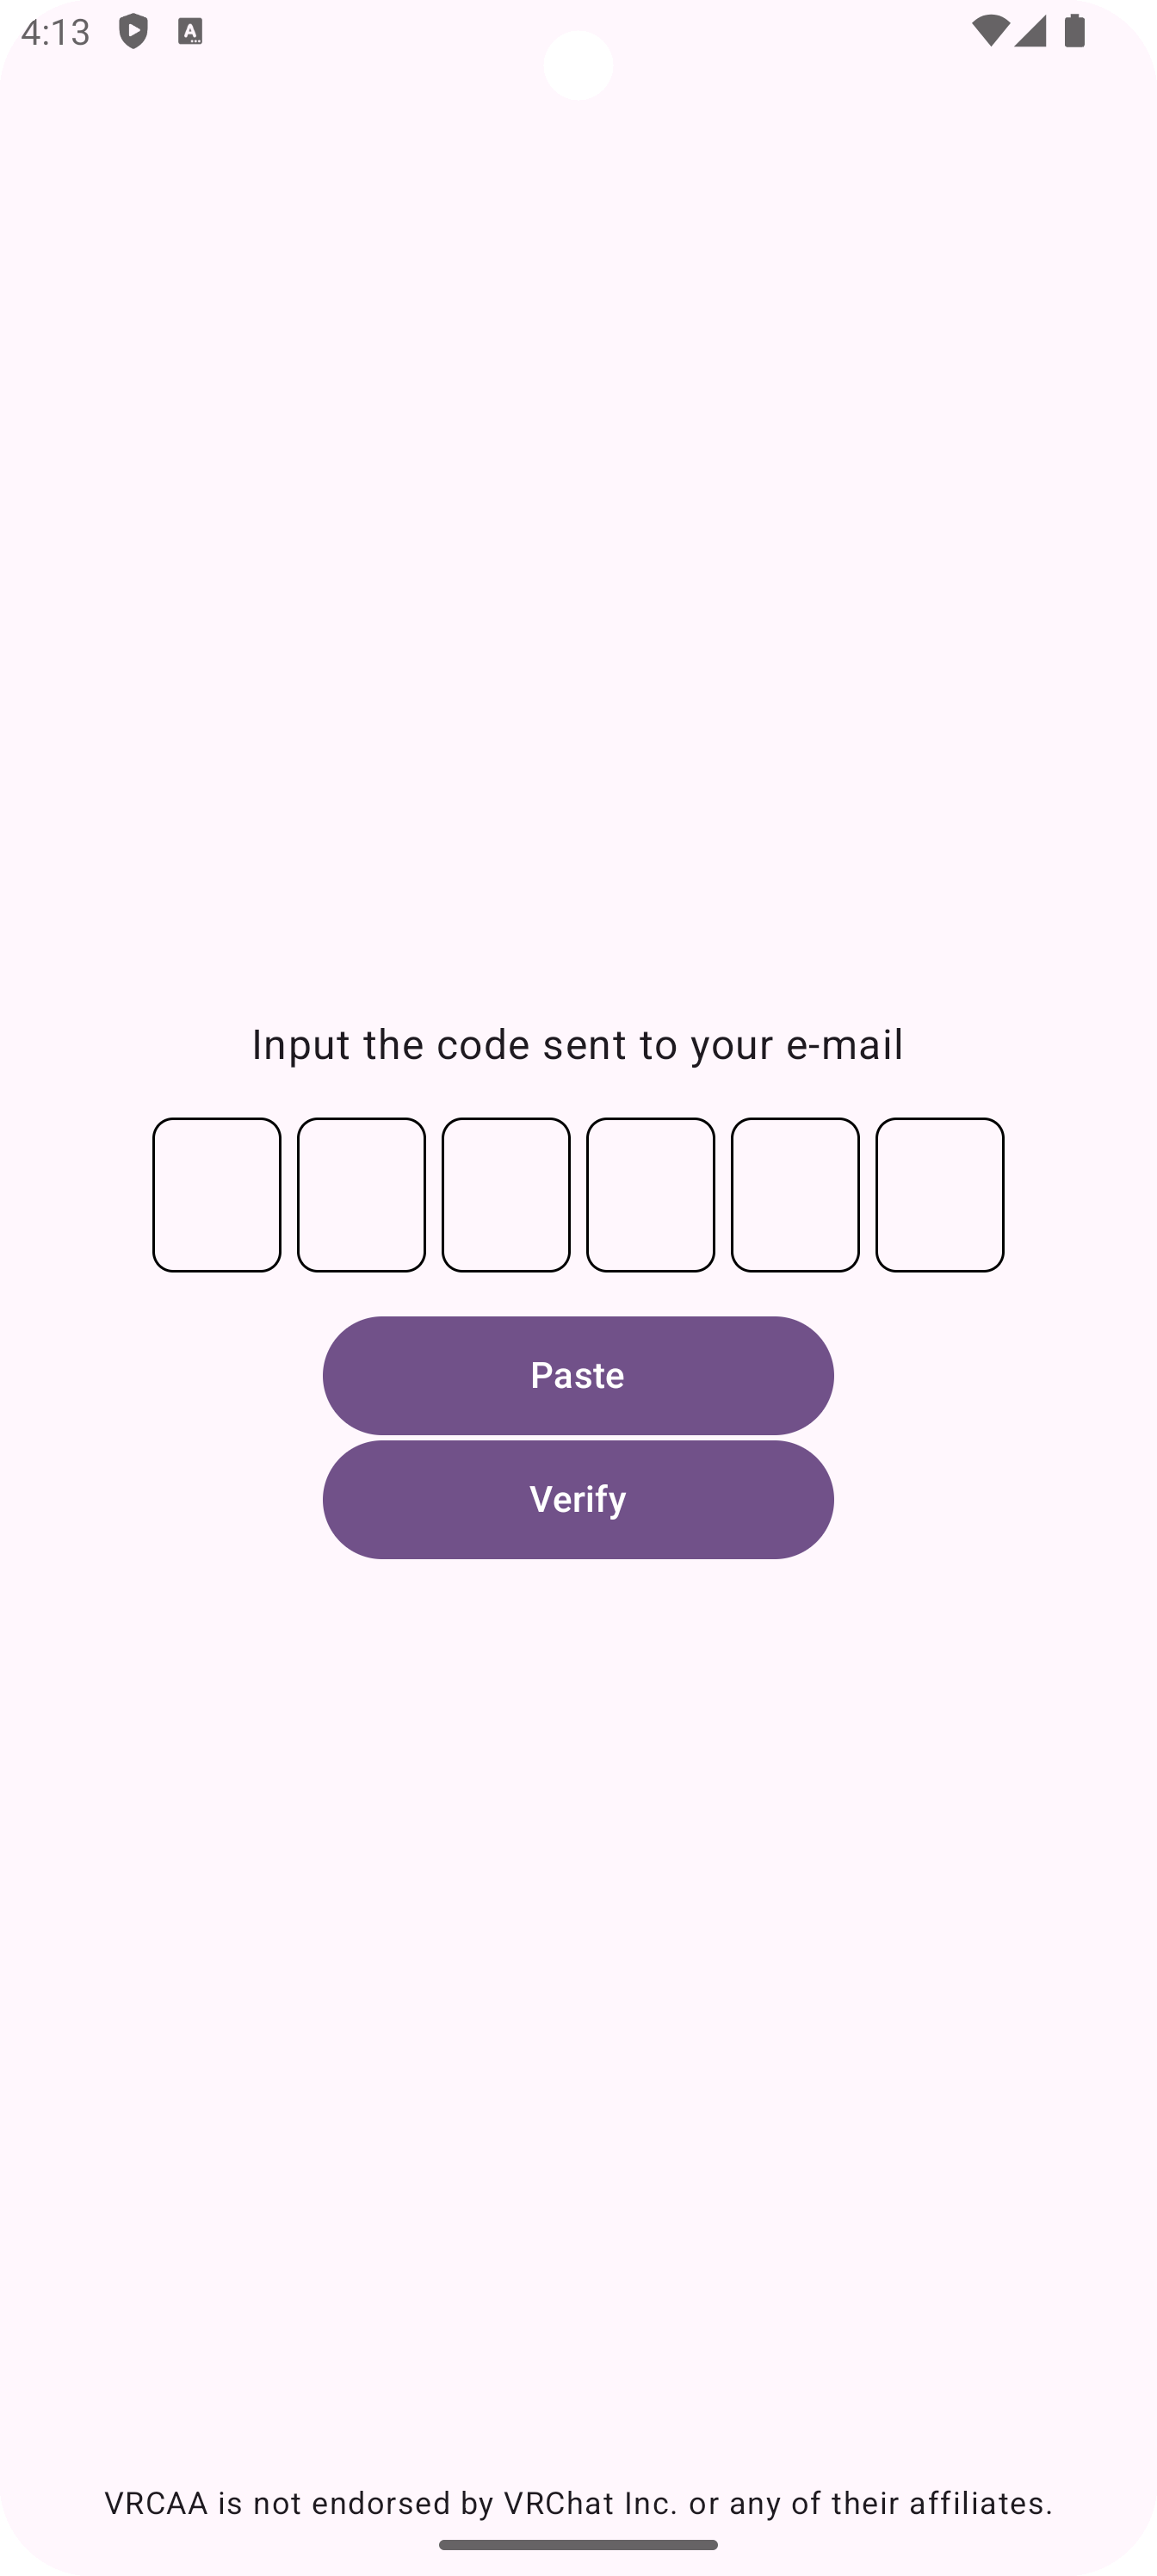 4:13
Input the code sent to your e-mail
Paste
Verify
VRCAA is not endorsed by VRChat Inc. or any of their affiliates.